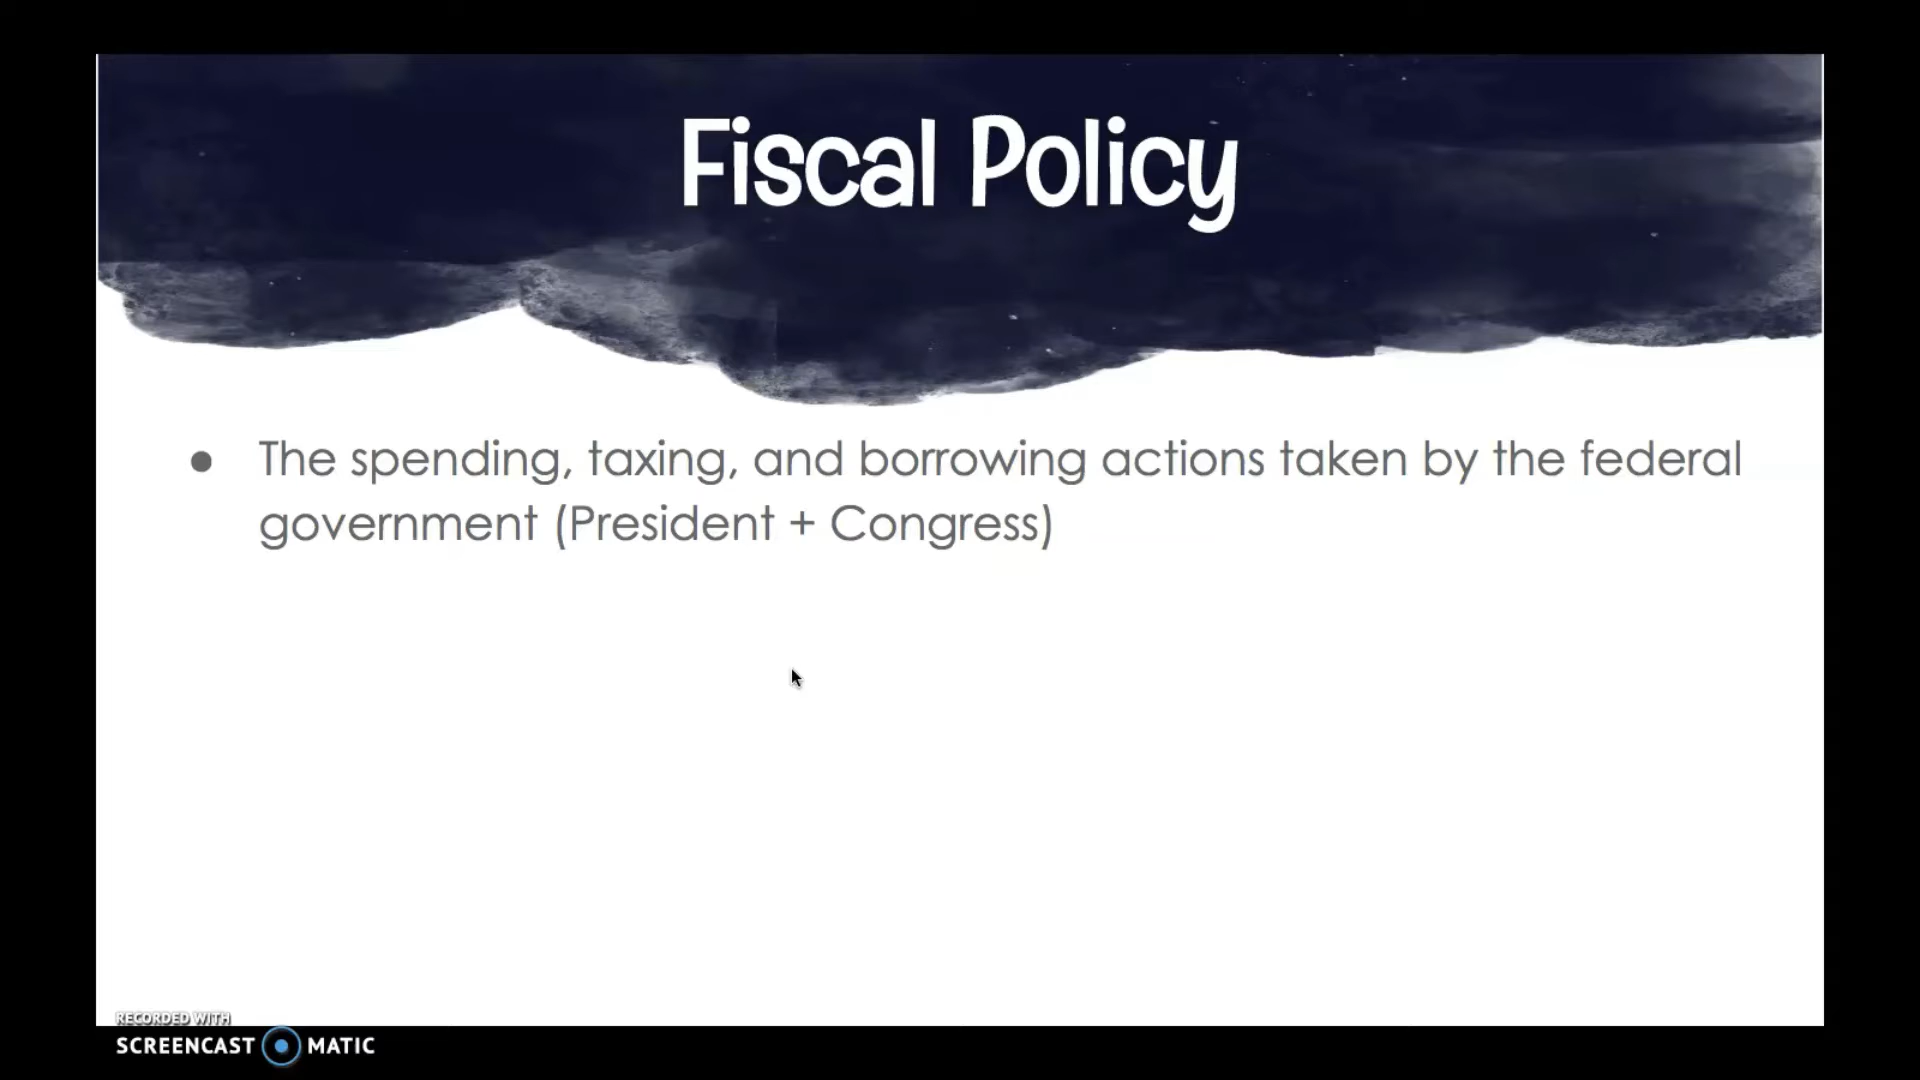 Fiscal Policy
● The spending, taxing, and borrowing actions taken by the federal
government (President + Congress)
RECORDED WITH
SCREENCAST MATIC